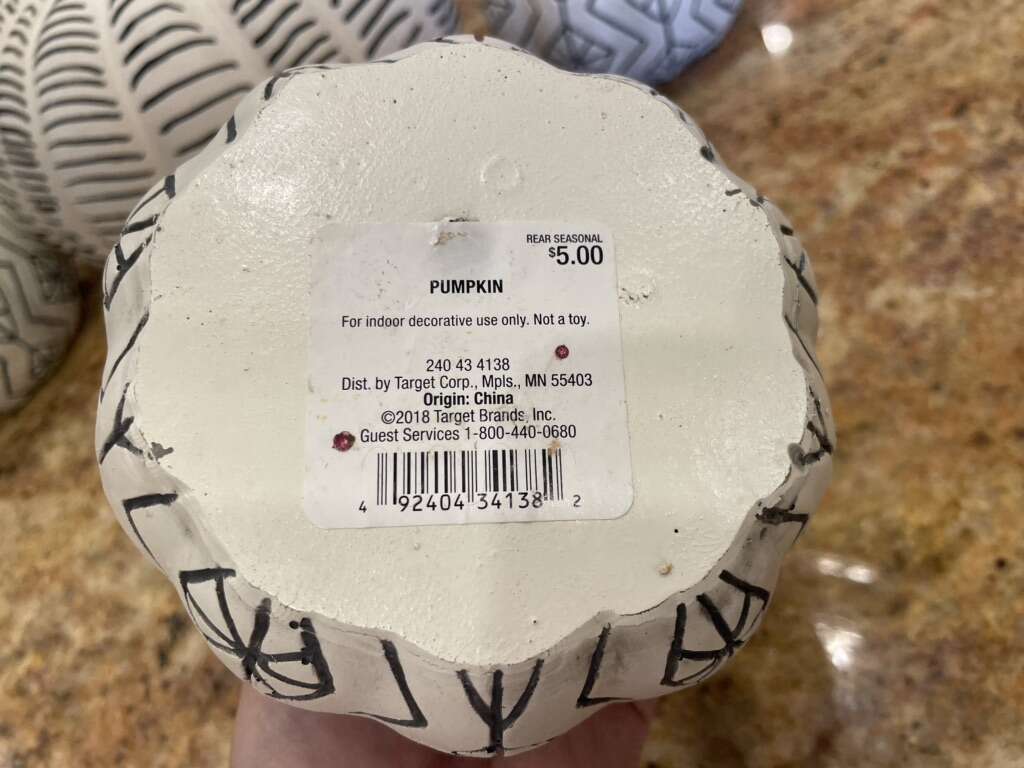 REAR SEASONAL
$5.00
PUMPKIN
For indoor decorative use only. Not a toy.
240 43 4138
Dist. by Target Corp., Mpls., MN 55403
Origin: China
©2018 Target Brands, Inc.
Guest Services 1-800-440-0680
4 92404 34138 2